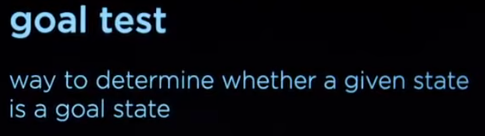 goal test
way to determine whether a given state
is a goal state